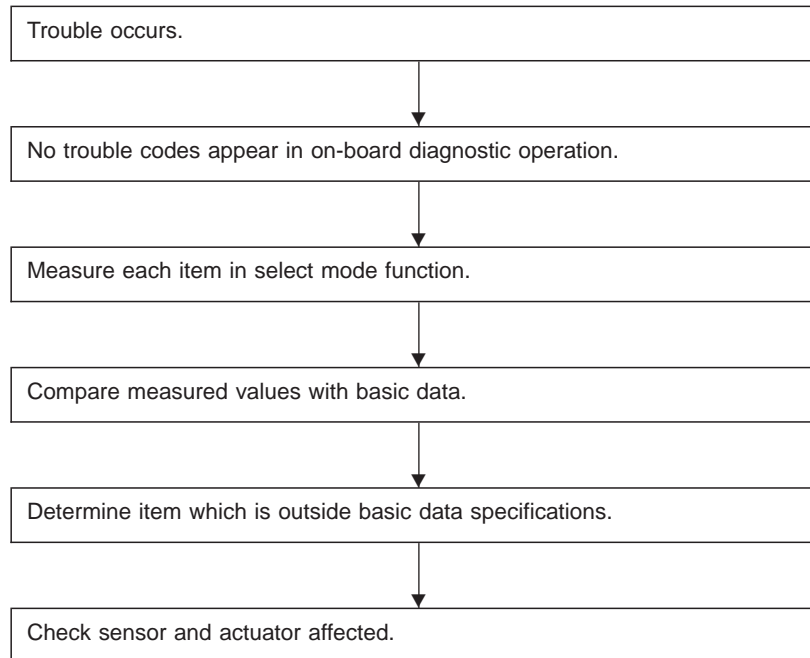 Trouble occurs.
No trouble codes appear in on-board diagnostic operation.
Measure each item in select mode function.
Compare measured values with basic data.
Determine item which is outside basic data specifications.
Check sensor and actuator affected.